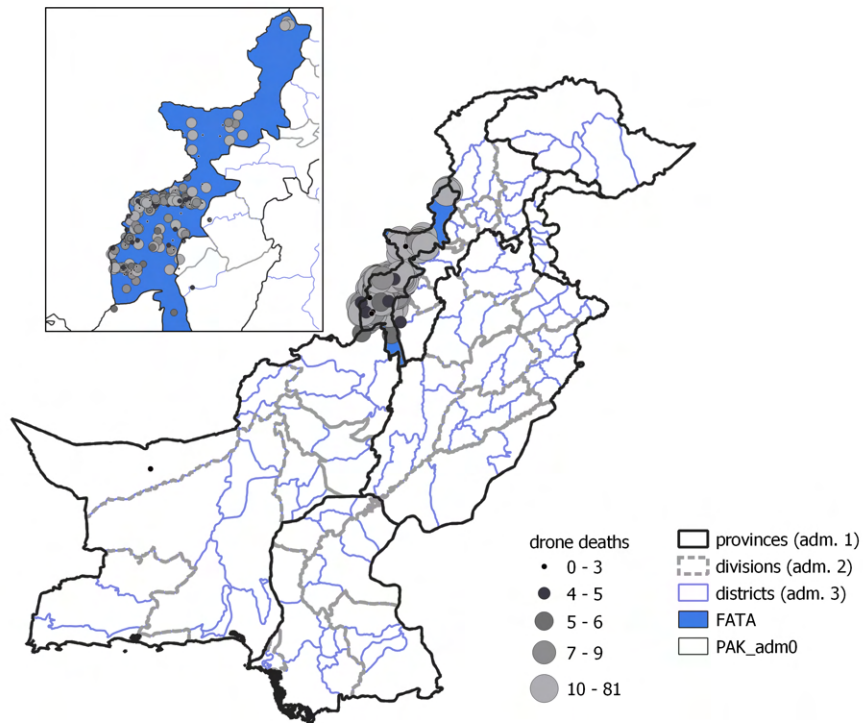 drone deaths
0 - 3
4 - 5
5 - 6
7 - 9
10 - 81
provinces (adm. 1)
divisions (adm. 2)
districts (adm. 3)
FATA
PAK_adm0